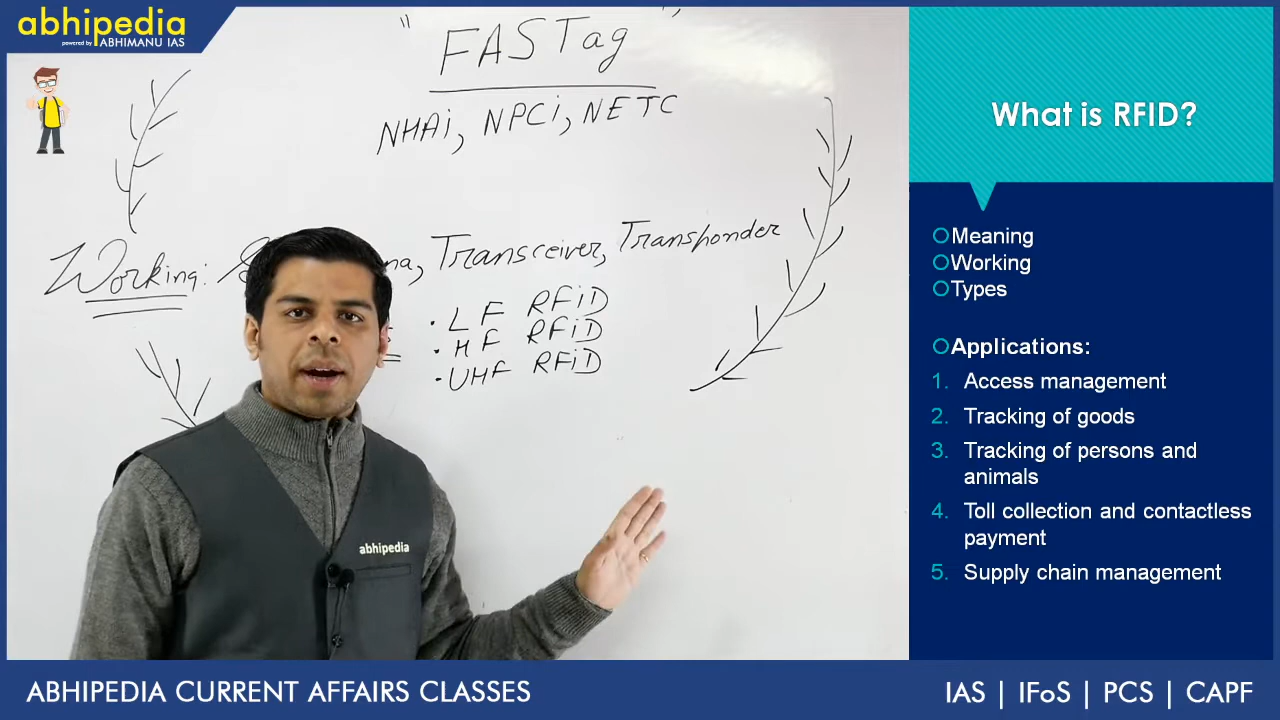 abhipedia
powered by ABHIMANU IAS
" FASTag "
NHAi, NPCi, NETC
Working: Transceiver, Transponder
· LF RFiD
· HF RFiD
· UHF RFiD
abhipedia
What is RFID?
Meaning
Working
Types
Applications:
1. Access management
2. Tracking of goods
3. Tracking of persons and
animals
4. Toll collection and contactless
payment
5. Supply chain management
ABHIPEDIA CURRENT AFFAIRS CLASSES
IAS | IFoS | PCS | CAPF